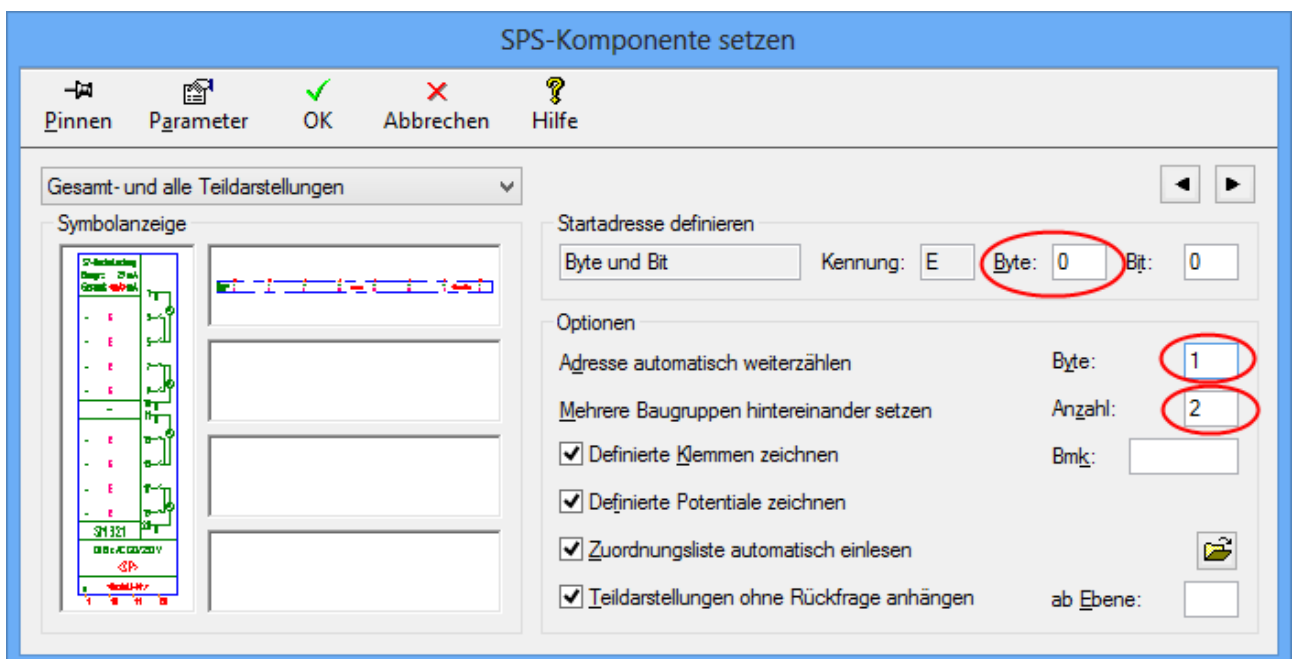 SPS-Komponente setzen
Pinnen Parameter OK Abbrechen Hilfe
Gesamt- und alle Teildarstellungen
Symbolanzeige
Startadresse definieren
Byte und Bit Kennung: E Byte: 0 Bit: 0
Optionen
Adresse automatisch weiterzählen Byte: 1
Mehrere Baugruppen hintereinander setzen Anzahl: 2
Definierte Klemmen zeichnen Bmk:
Definierte Potentiale zeichnen
Zuordnungsliste automatisch einlesen
Teildarstellungen ohne Rückfrage anhängen ab Ebene:
- E
- E
- E
- E
-
- E
- E
- E
- E
SM 321